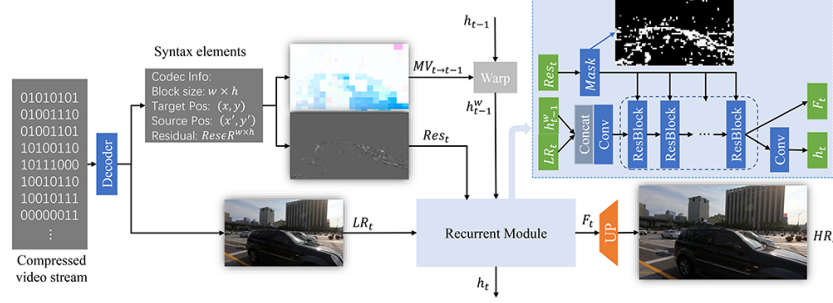 Syntax elements
Codec Info:
Block size: w × h
Target Pos: (x, y)
Source Pos: (x′, y′)
Residual: ResϵR^{w×h}
01010101
01001110
01001101
10100110
10111000
10010110
10010111
00000011
⋮
Compressed
video stream
Decoder
MV_{t→t−1}
Res_t
LR_t
h_{t−1}
Warp
h^w_{t−1}
Recurrent Module
h_t
F_t
UP
HR
Res_t
Mask
h^w_{t−1}
LR_t
Concat
Conv
ResBlock
ResBlock
···
ResBlock
Conv
F_t
h_t